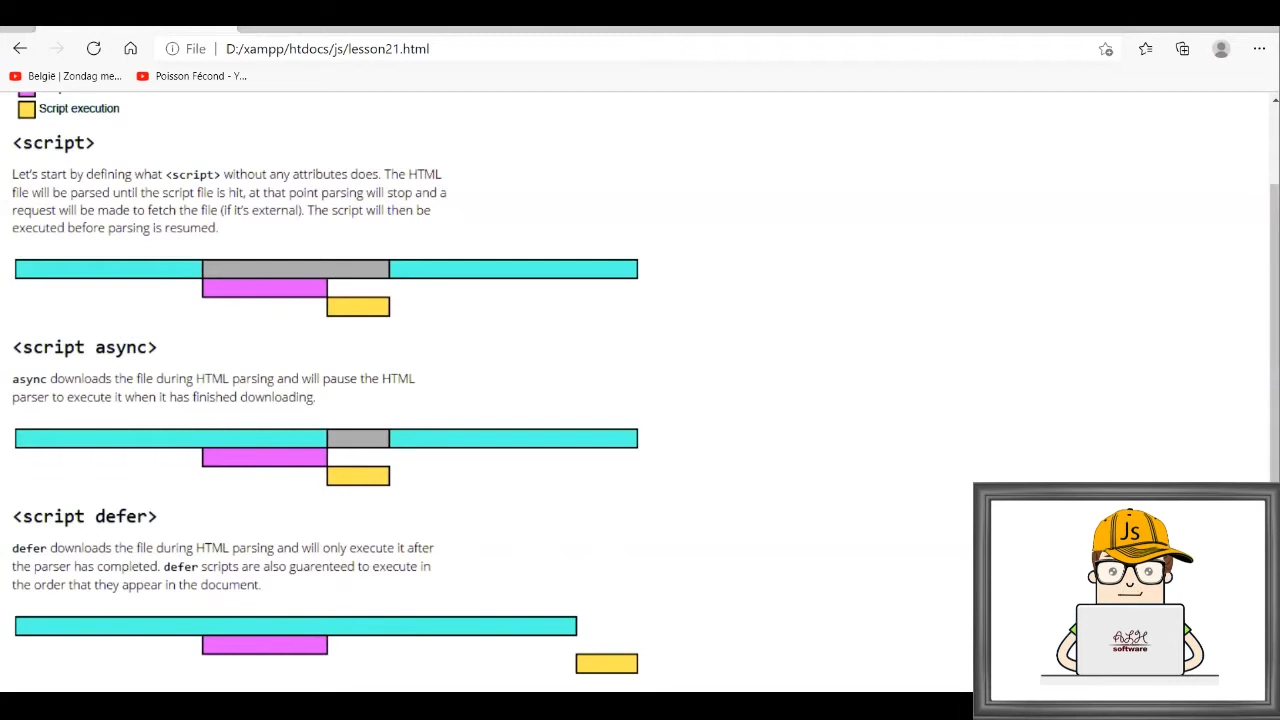 File
D:/xampp/htdocs/js/lesson21.html
België | Zondag me...
Poisson Fécond - Y...
Script execution
<script>
Let's start by defining what <script> without any attributes does. The HTML
file will be parsed until the script file is hit, at that point parsing will stop and a
request will be made to fetch the file (if it's external). The script will then be
executed before parsing is resumed.
<script async>
async downloads the file during HTML parsing and will pause the HTML
parser to execute it when it has finished downloading.
<script defer>
defer downloads the file during HTML parsing and will only execute it after
the parser has completed. defer scripts are also guarenteed to execute in
the order that they appear in the document.
Js
software